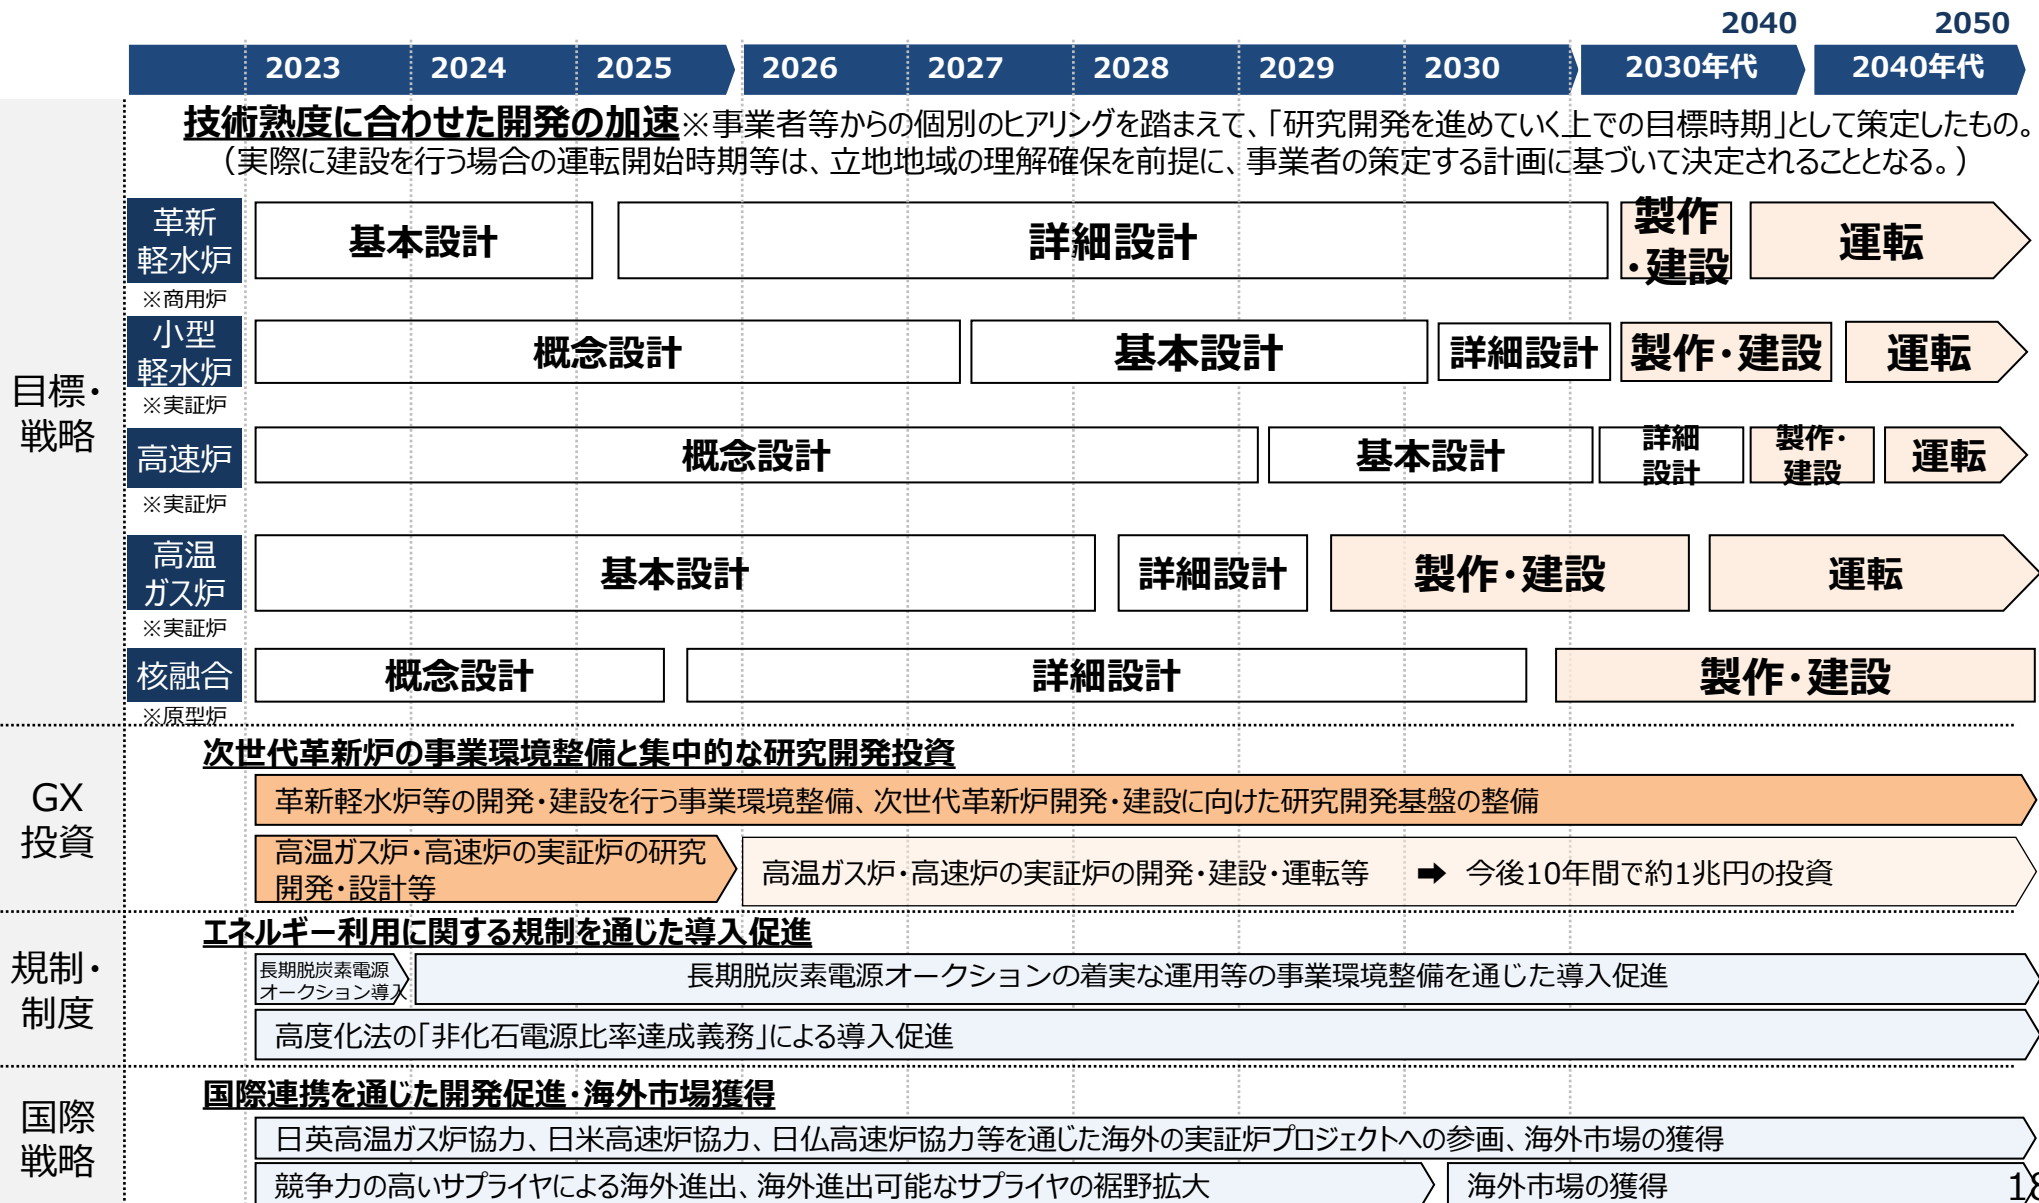 2040
2050
2023
2024
2025
2026
2027
2028
2029
2030
2030年代
2040年代
目標・
戦略
技術熟度に合わせた開発の加速※事業者等からの個別のヒアリングを踏まえて、「研究開発を進めていく上での目標時期」として策定したもの。
（実際に建設を行う場合の運転開始時期等は、立地地域の理解確保を前提に、事業者の策定する計画に基づいて決定されることとなる。）
革新
軽水炉
※商用炉
基本設計
詳細設計
製作
・建設
運転
小型
軽水炉
※実証炉
概念設計
基本設計
詳細設計
製作・建設
運転
高速炉
※実証炉
概念設計
基本設計
詳細
設計
製作・
建設
運転
高温
ガス炉
※実証炉
基本設計
詳細設計
製作・建設
運転
核融合
※原型炉
概念設計
詳細設計
製作・建設
GX
投資
次世代革新炉の事業環境整備と集中的な研究開発投資
革新軽水炉等の開発・建設を行う事業環境整備、次世代革新炉開発・建設に向けた研究開発基盤の整備
高温ガス炉・高速炉の実証炉の研究
開発・設計等
高温ガス炉・高速炉の実証炉の開発・建設・運転等 ➡ 今後10年間で約1兆円の投資
規制・
制度
エネルギー利用に関する規制を通じた導入促進
長期脱炭素電源
オークション導入
長期脱炭素電源オークションの着実な運用等の事業環境整備を通じた導入促進
高度化法の「非化石電源比率達成義務」による導入促進
国際
戦略
国際連携を通じた開発促進・海外市場獲得
日英高温ガス炉協力、日米高速炉協力、日仏高速炉協力等を通じた海外の実証炉プロジェクトへの参画、海外市場の獲得
競争力の高いサプライヤによる海外進出、海外進出可能なサプライヤの裾野拡大
海外市場の獲得